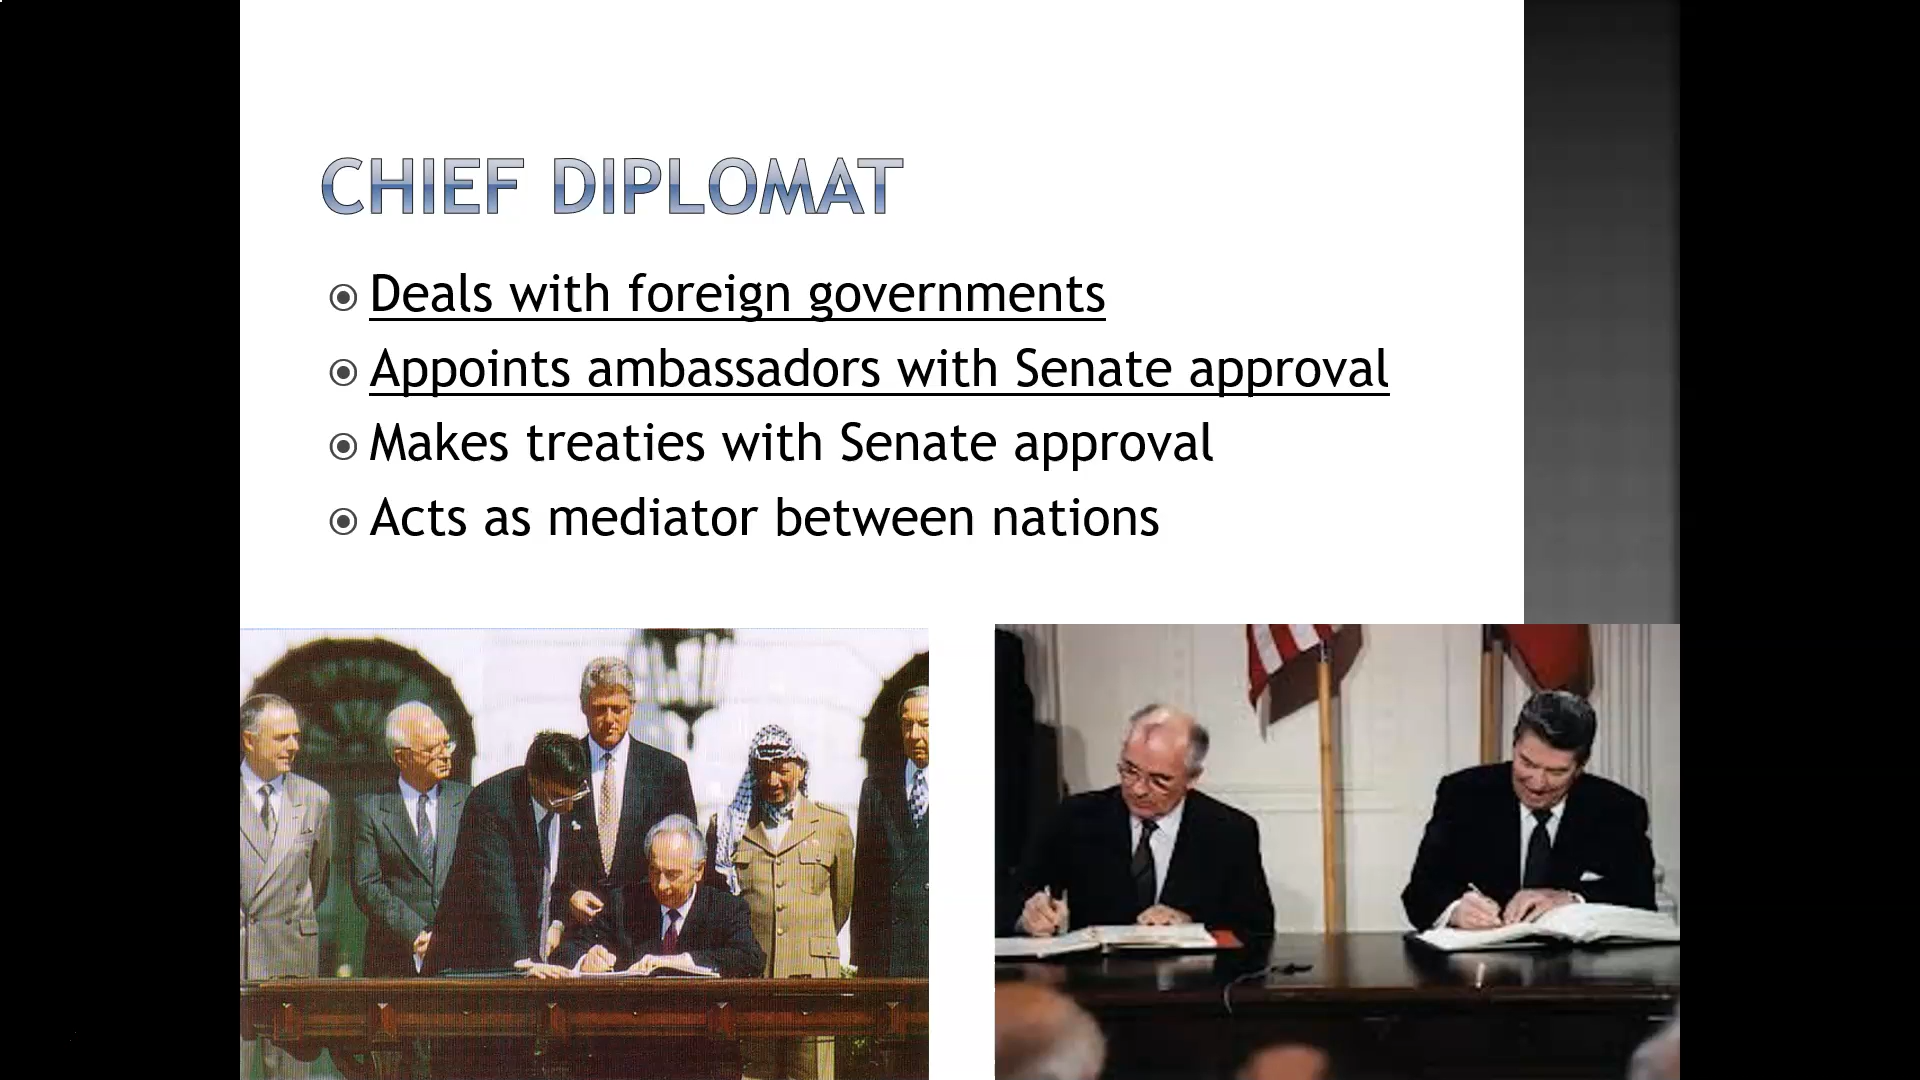 CHIEF DIPLOMAT
Deals with foreign governments
Appoints ambassadors with Senate approval
Makes treaties with Senate approval
Acts as mediator between nations